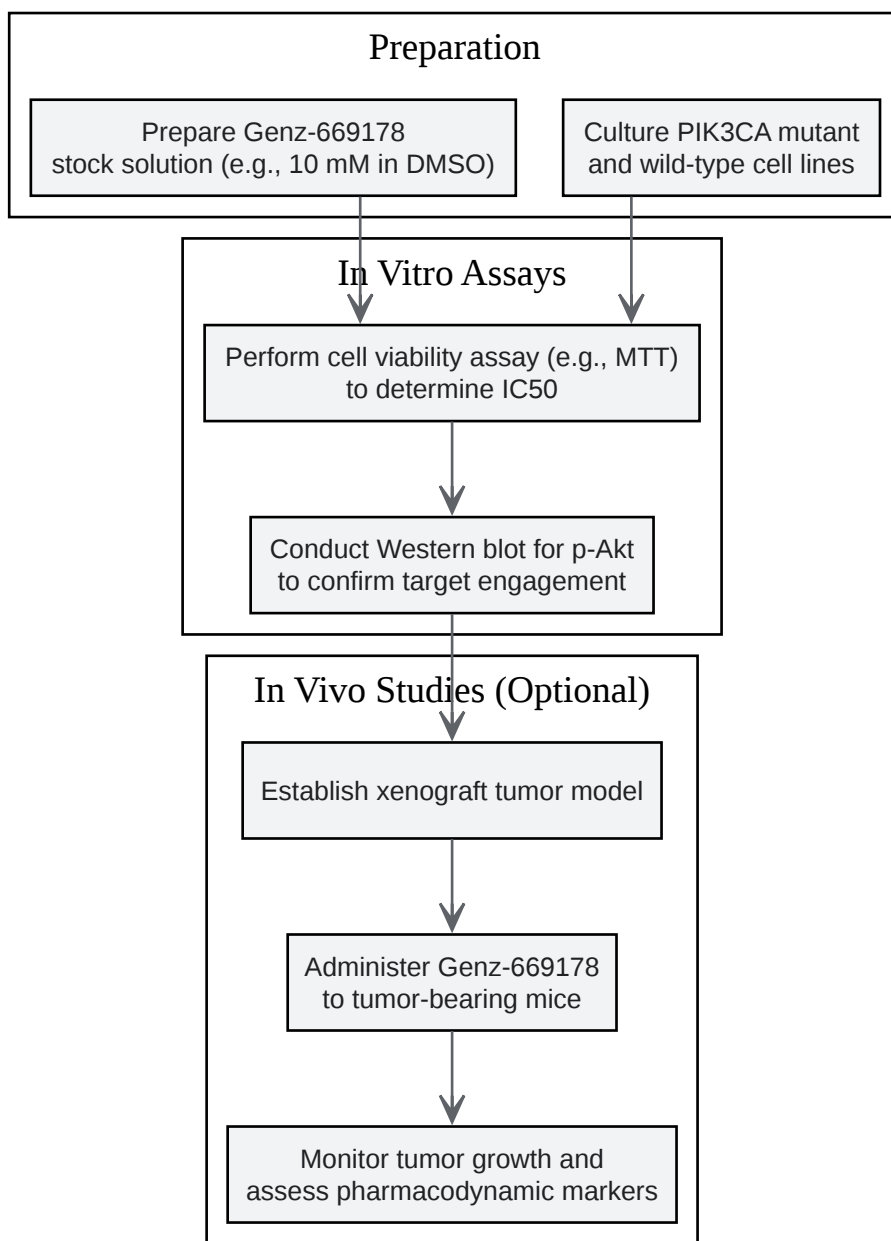 Preparation
Prepare Genz-669178
stock solution (e.g., 10 mM in DMSO)
Culture PIK3CA mutant
and wild-type cell lines
In Vitro Assays
Perform cell viability assay (e.g., MTT)
to determine IC50
Conduct Western blot for p-Akt
to confirm target engagement
In Vivo Studies (Optional)
Establish xenograft tumor model
Administer Genz-669178
to tumor-bearing mice
Monitor tumor growth and
assess pharmacodynamic markers